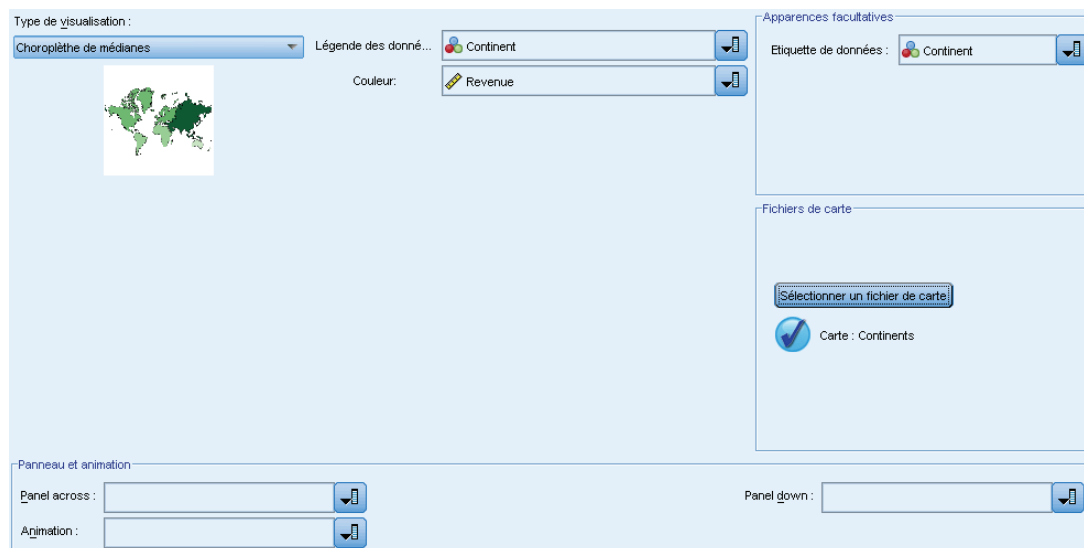 Type de visualisation :
Choroplèthe de médianes
Légende des donné...
Continent
Couleur:
Revenue
Apparences facultatives
Etiquette de données :
Continent
Fichiers de carte
Sélectionner un fichier de carte
Carte : Continents
Panneau et animation
Panel across :
Panel down :
Animation :